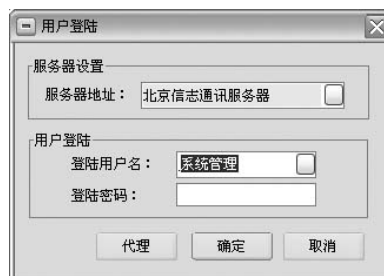 用户登陆
服务器设置
服务器地址： 北京信志通讯服务器
用户登陆
登陆用户名： 系统管理
登陆密码：
代理 确定 取消